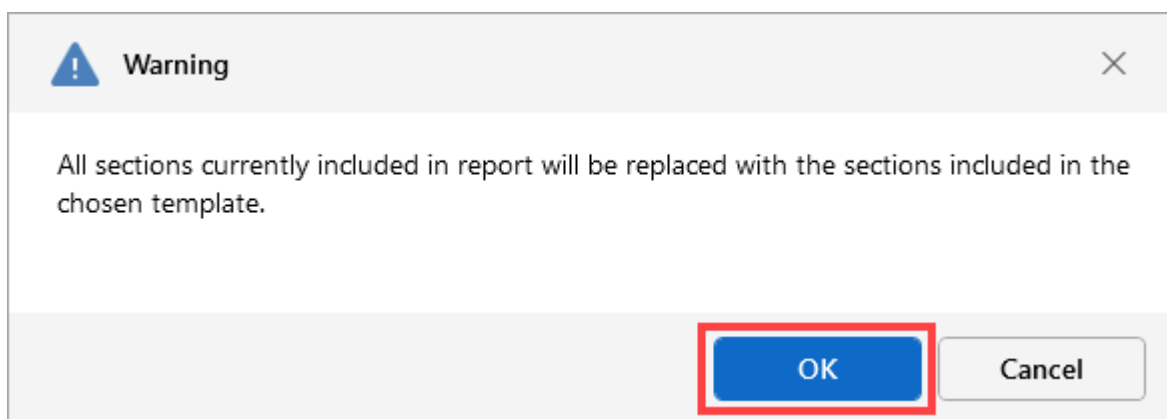 Warning
All sections currently included in report will be replaced with the sections included in the
chosen template.
OK
Cancel